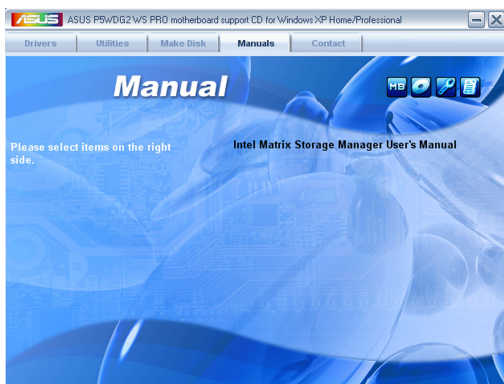 ASUS ASUS P5WDG2 WS PRO motherboard support CD for Windows XP Home/Professional
Drivers Utilities Make Disk Manuals Contact
Manual
MB
Please select items on the right
side.
Intel Matrix Storage Manager User's Manual